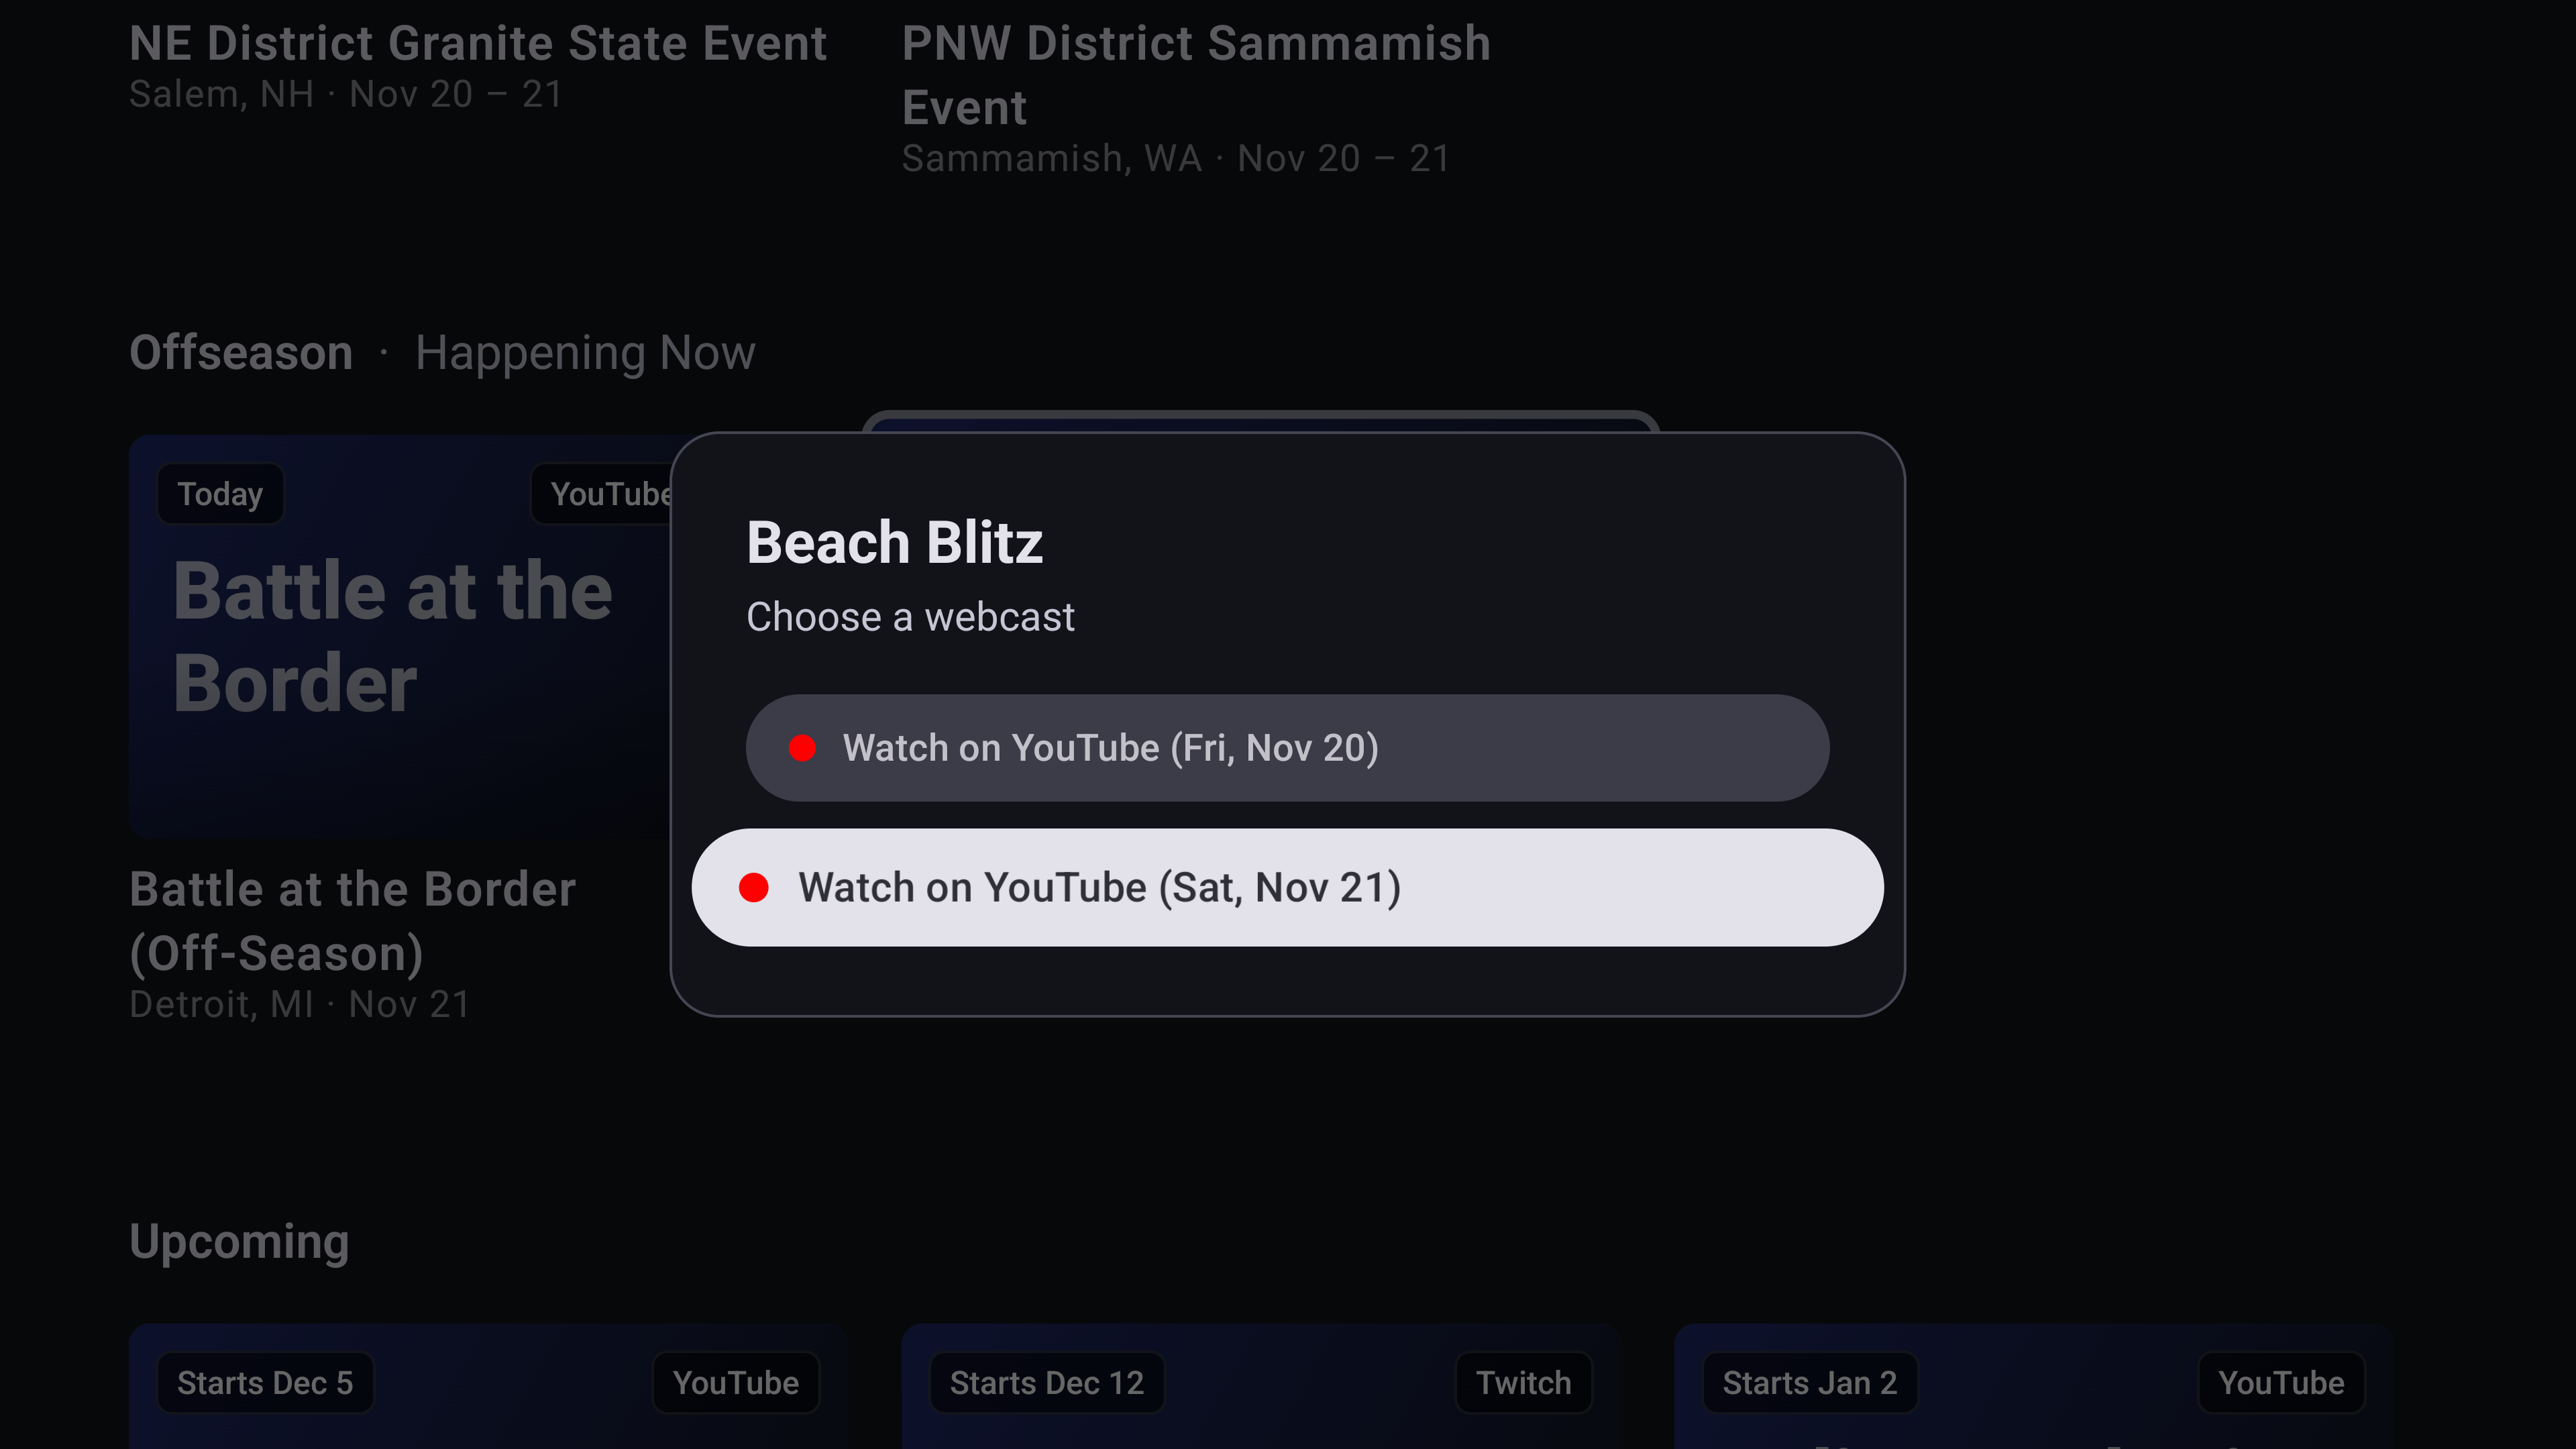 NE District Granite State Event
Salem, NH · Nov 20 – 21
PNW District Sammamish
Event
Sammamish, WA · Nov 20 – 21
Offseason · Happening Now
Today
YouTube
Battle at the
Border
Battle at the Border
(Off-Season)
Detroit, MI · Nov 21
Beach Blitz
Choose a webcast
Watch on YouTube (Fri, Nov 20)
Watch on YouTube (Sat, Nov 21)
Upcoming
Starts Dec 5
YouTube
Starts Dec 12
Twitch
Starts Jan 2
YouTube